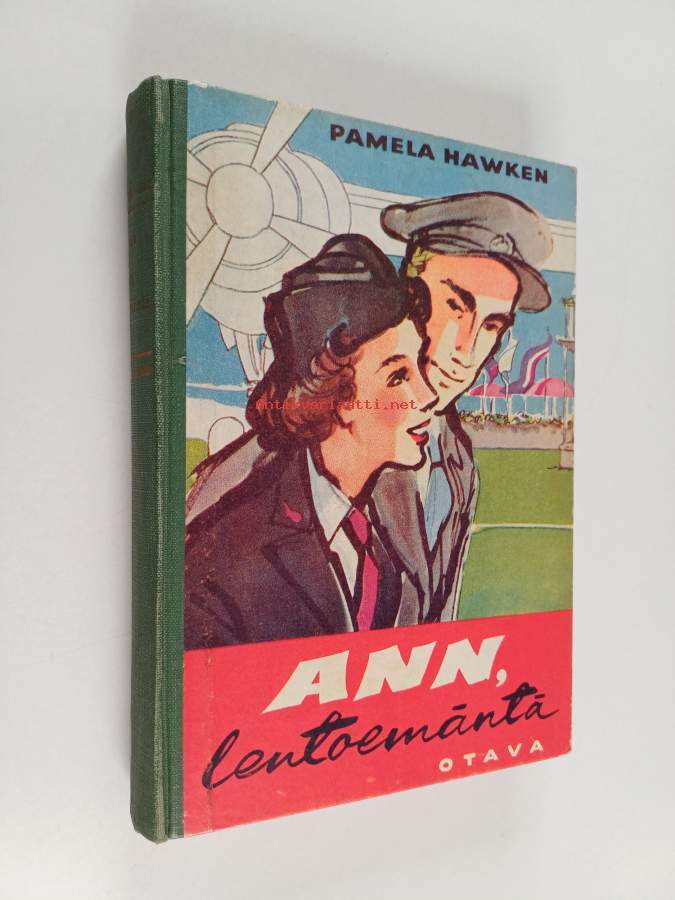 PAMELA HAWKEN
antikvariaatti.net
ANN,
lentoemäntä
OTAVA